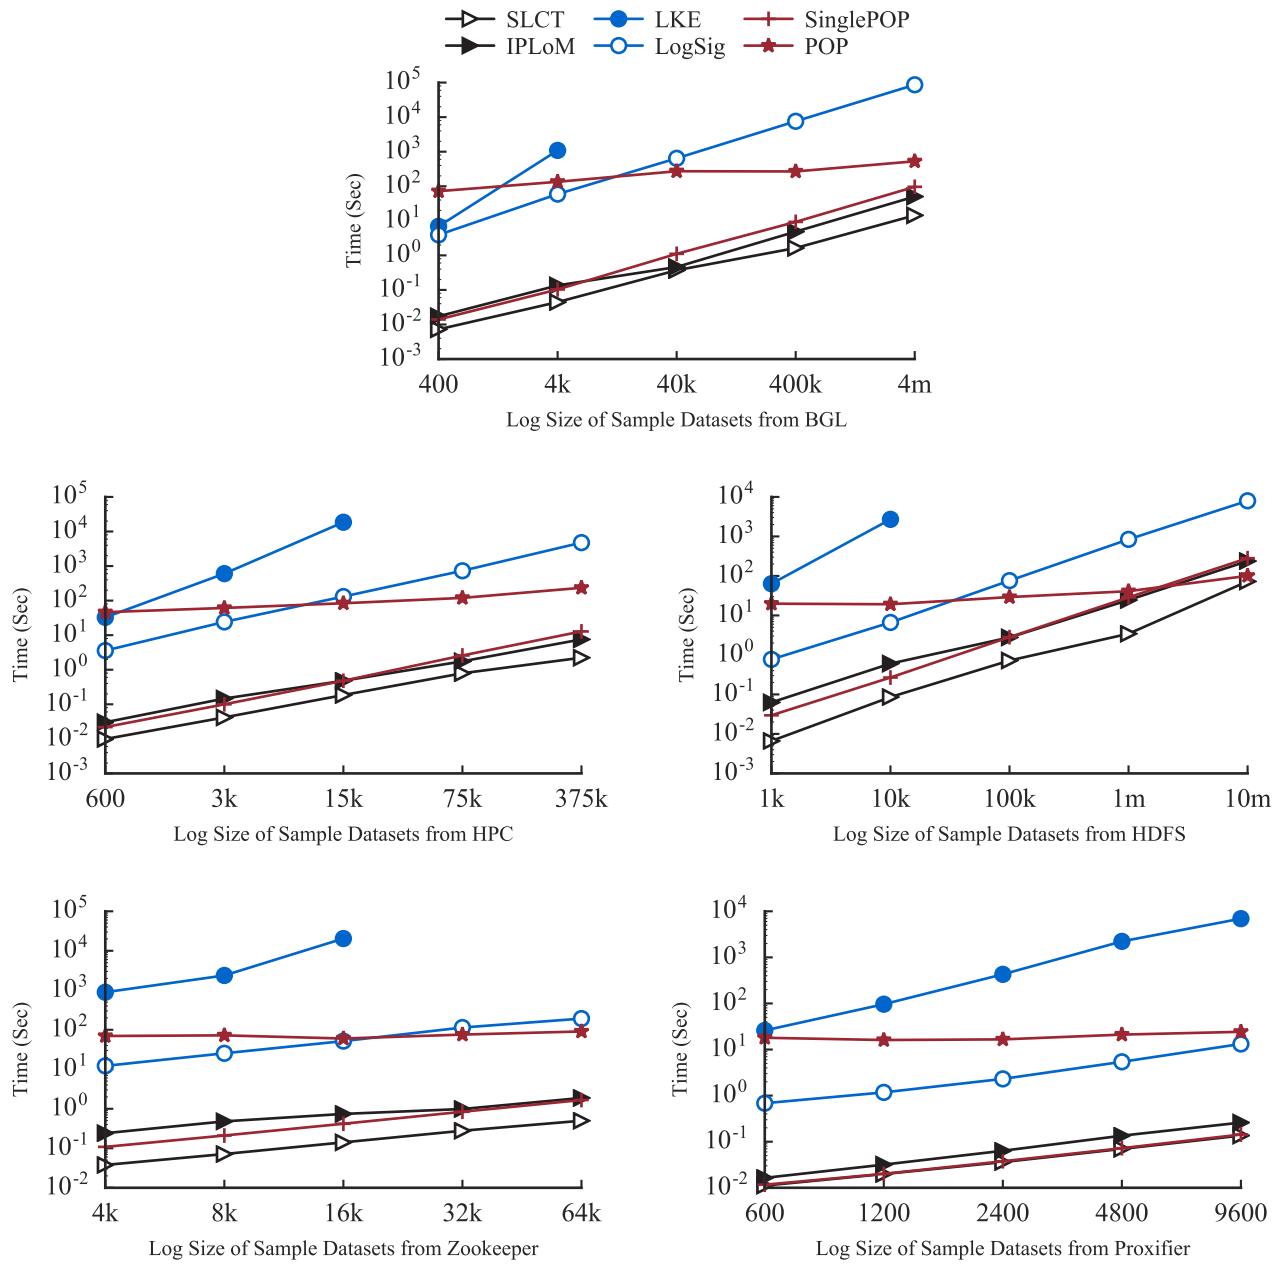 SLCT LKE SinglePOP
IPLoM LogSig POP
10^5
10^4
10^3
10^2
10^1
10^0
10^-1
10^-2
10^-3
Time (Sec)
400 4k 40k 400k 4m
Log Size of Sample Datasets from BGL
10^5
10^4
10^3
10^2
10^1
10^0
10^-1
10^-2
10^-3
Time (Sec)
600 3k 15k 75k 375k
Log Size of Sample Datasets from HPC
10^4
10^3
10^2
10^1
10^0
10^-1
10^-2
10^-3
Time (Sec)
1k 10k 100k 1m 10m
Log Size of Sample Datasets from HDFS
10^5
10^4
10^3
10^2
10^1
10^0
10^-1
10^-2
Time (Sec)
4k 8k 16k 32k 64k
Log Size of Sample Datasets from Zookeeper
10^4
10^3
10^2
10^1
10^0
10^-1
10^-2
Time (Sec)
600 1200 2400 4800 9600
Log Size of Sample Datasets from Proxifier